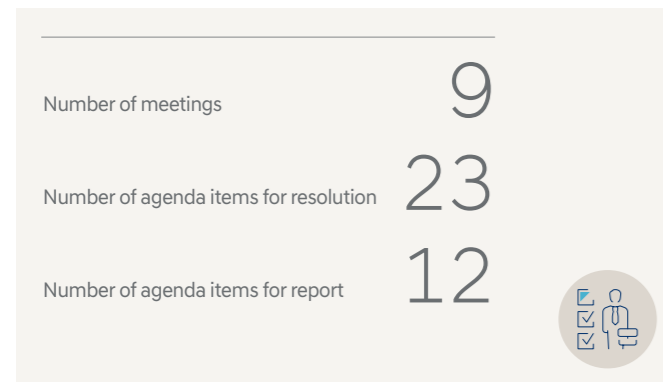 Number of meetings 9
Number of agenda items for resolution 23
Number of agenda items for report 12